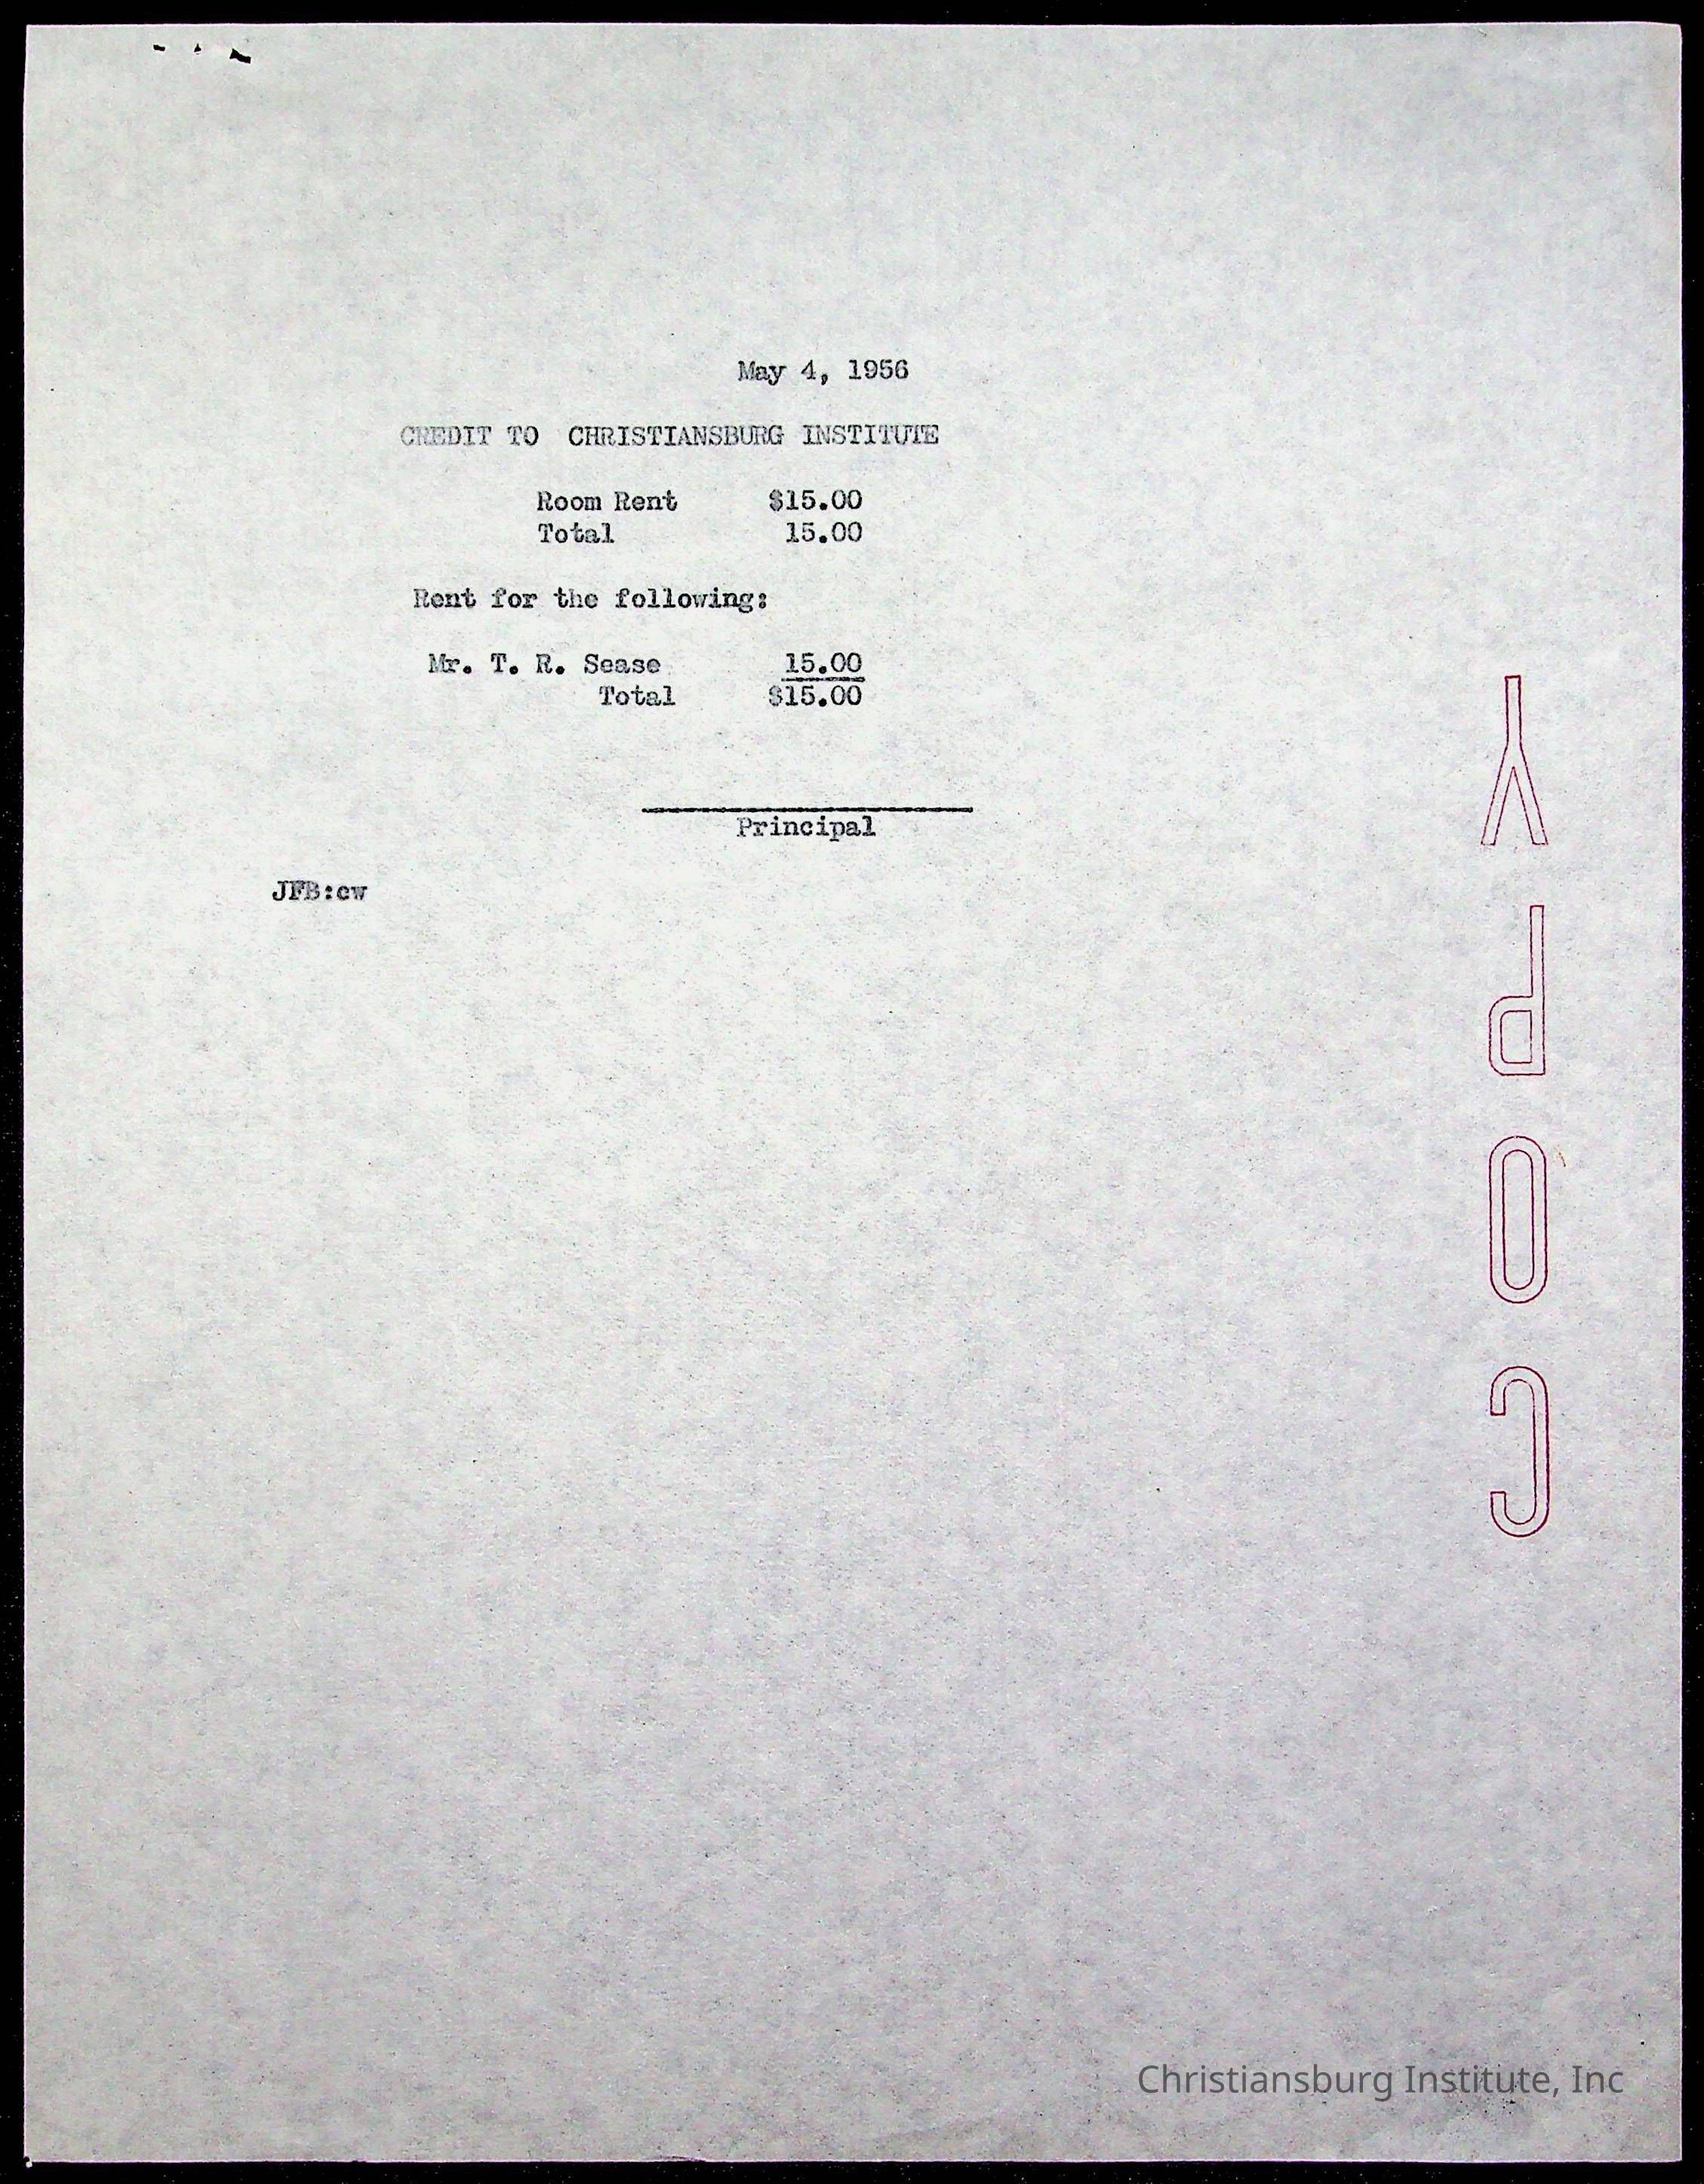 May 4, 1956
CREDIT TO CHRISTIANSBURG INSTITUTE
Room Rent $15.00
Total 15.00
Rent for the following:
Mr. T. R. Sease 15.00
Total $15.00
Principal
JFB:cw
COPY
Christiansburg Institute, Inc